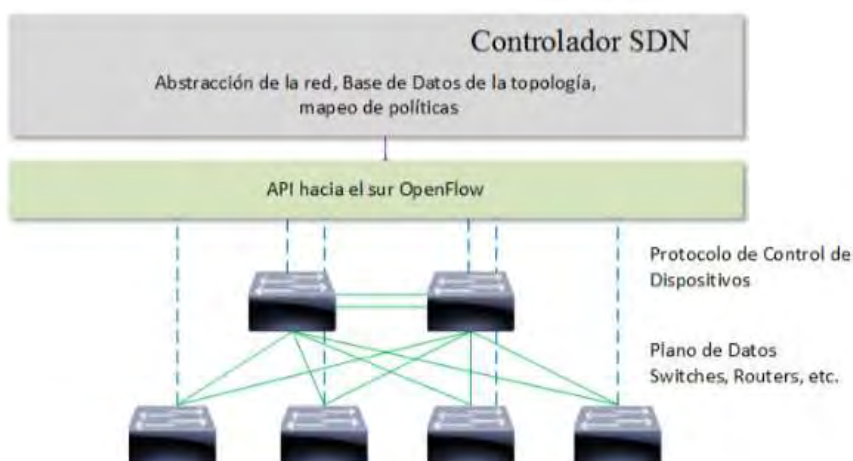 Controlador SDN
Abstracción de la red, Base de Datos de la topología,
mapeo de políticas
API hacia el sur OpenFlow
Protocolo de Control de
Dispositivos
Plano de Datos
Switches, Routers, etc.